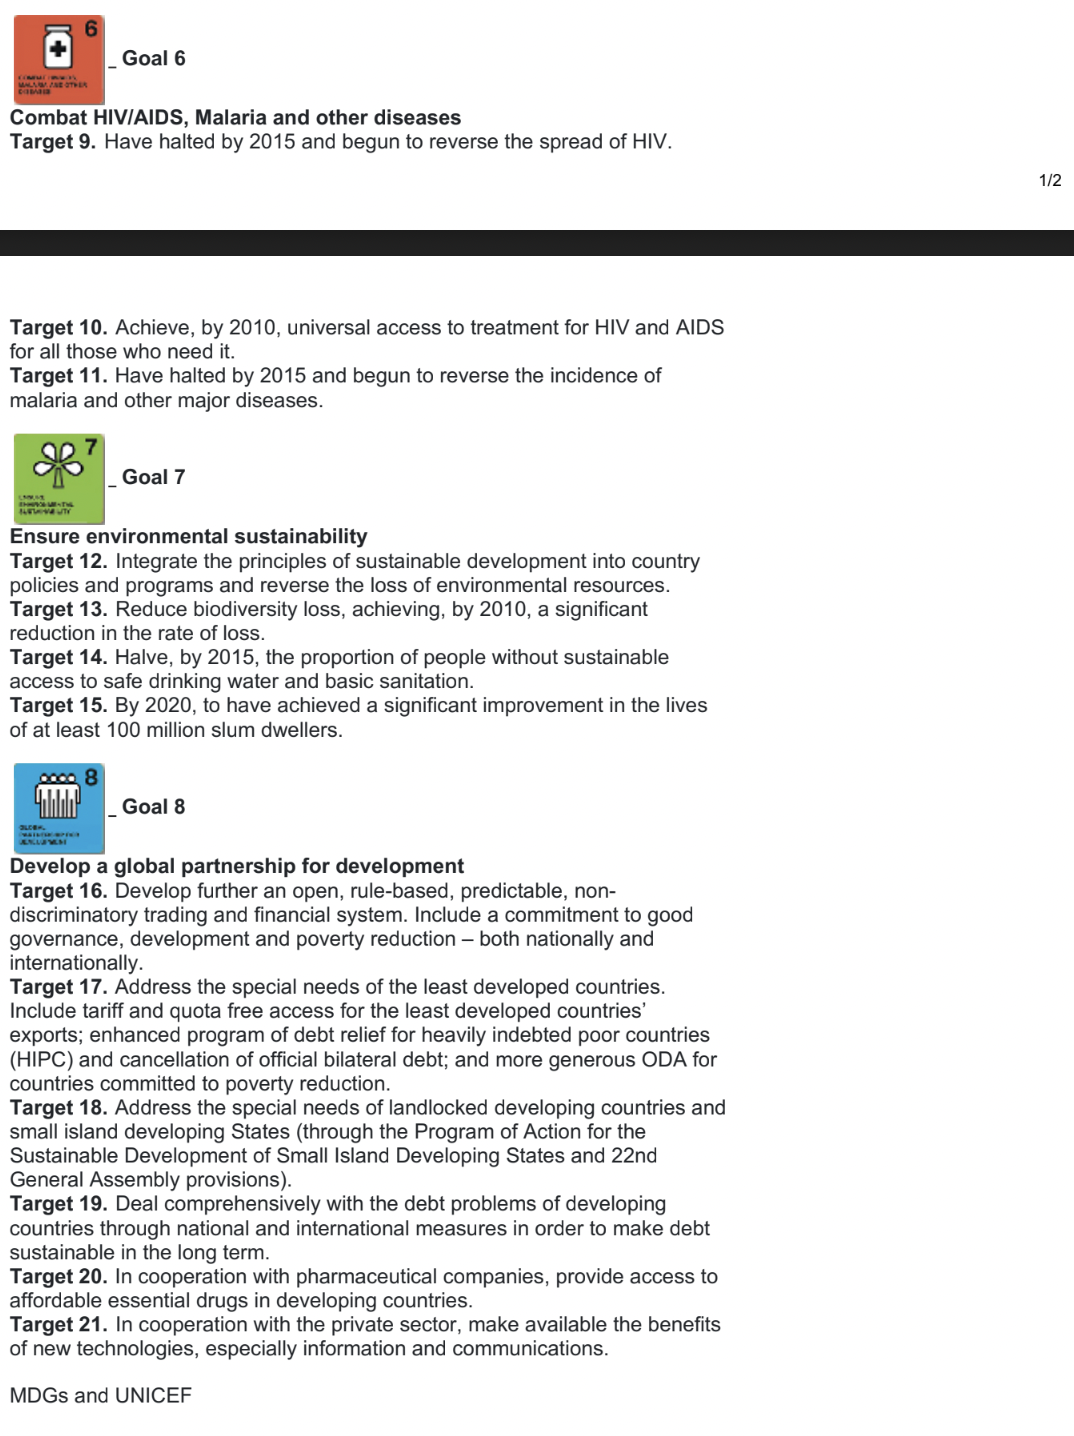 6
COMBAT HIV/AIDS,
MALARIA AND OTHER
DISEASES
_ Goal 6
Combat HIV/AIDS, Malaria and other diseases
Target 9. Have halted by 2015 and begun to reverse the spread of HIV.
1/2
Target 10. Achieve, by 2010, universal access to treatment for HIV and AIDS
for all those who need it.
Target 11. Have halted by 2015 and begun to reverse the incidence of
malaria and other major diseases.
7
ENSURE
ENVIRONMENTAL
SUSTAINABILITY
_ Goal 7
Ensure environmental sustainability
Target 12. Integrate the principles of sustainable development into country
policies and programs and reverse the loss of environmental resources.
Target 13. Reduce biodiversity loss, achieving, by 2010, a significant
reduction in the rate of loss.
Target 14. Halve, by 2015, the proportion of people without sustainable
access to safe drinking water and basic sanitation.
Target 15. By 2020, to have achieved a significant improvement in the lives
of at least 100 million slum dwellers.
8
GLOBAL
PARTNERSHIP FOR
DEVELOPMENT
_ Goal 8
Develop a global partnership for development
Target 16. Develop further an open, rule-based, predictable, non-
discriminatory trading and financial system. Include a commitment to good
governance, development and poverty reduction – both nationally and
internationally.
Target 17. Address the special needs of the least developed countries.
Include tariff and quota free access for the least developed countries’
exports; enhanced program of debt relief for heavily indebted poor countries
(HIPC) and cancellation of official bilateral debt; and more generous ODA for
countries committed to poverty reduction.
Target 18. Address the special needs of landlocked developing countries and
small island developing States (through the Program of Action for the
Sustainable Development of Small Island Developing States and 22nd
General Assembly provisions).
Target 19. Deal comprehensively with the debt problems of developing
countries through national and international measures in order to make debt
sustainable in the long term.
Target 20. In cooperation with pharmaceutical companies, provide access to
affordable essential drugs in developing countries.
Target 21. In cooperation with the private sector, make available the benefits
of new technologies, especially information and communications.
MDGs and UNICEF